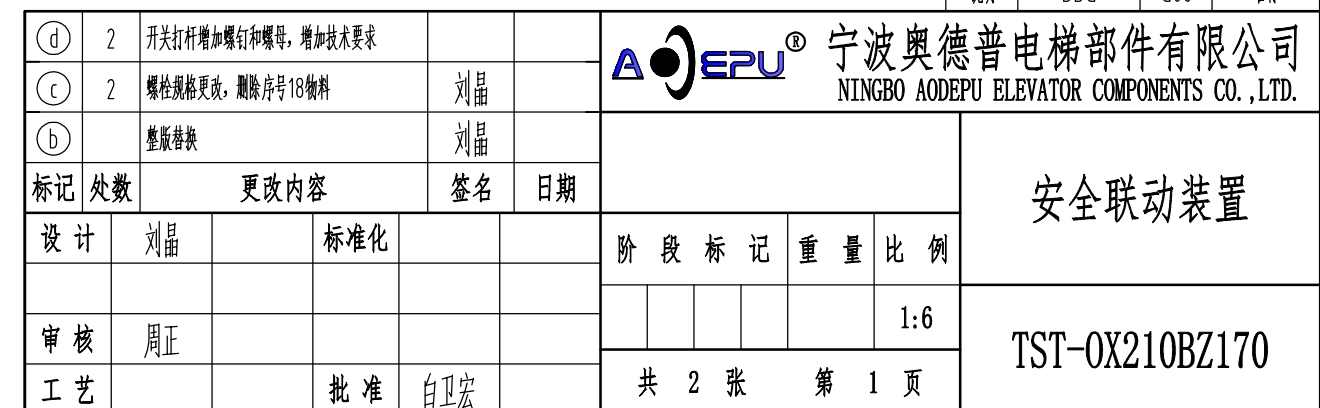 ⓓ 2 开关打杆增加螺钉和螺母，增加技术要求
ⓒ 2 螺栓规格更改，删除序号18物料 刘晶
ⓑ 整版替换 刘晶
标记 处数 更改内容 签名 日期
设 计 刘晶 标准化
审 核 周正
工 艺 批 准 白卫宏
AOEPU® 宁波奥德普电梯部件有限公司
NINGBO AODEPU ELEVATOR COMPONENTS CO.,LTD.
安全联动装置
阶 段 标 记 重 量 比 例
1:6
TST-OX210BZ170
共 2 张 第 1 页